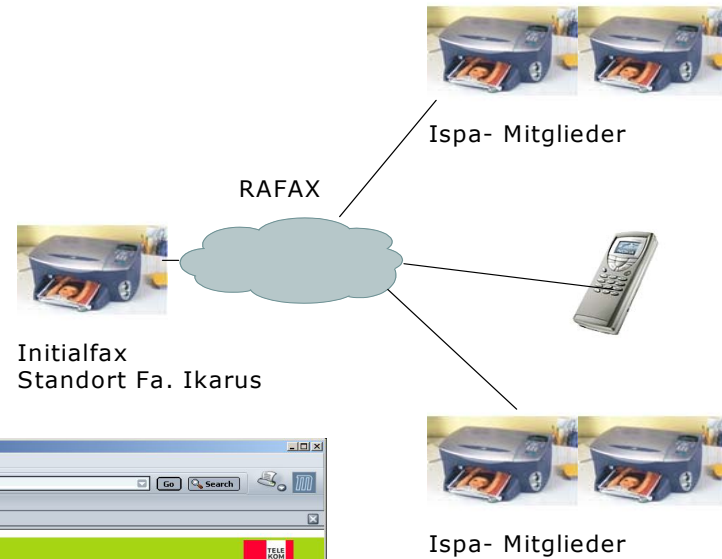 Ispa- Mitglieder
RAFAX
Initialfax
Standort Fa. Ikarus
Go
Search
TELE
KOM
Ispa- Mitglieder